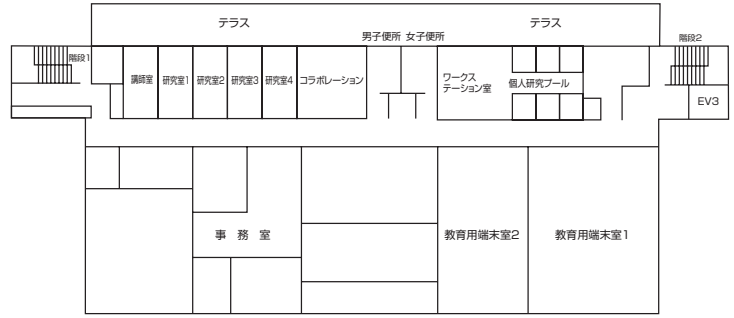 テラス
テラス
男子便所 女子便所
階段1
階段2
講師室
研究室1
研究室2
研究室3
研究室4
コラボレーション
ワークス
テーション室
個人研究ブール
EV3
事 務 室
教育用端末室2
教育用端末室1